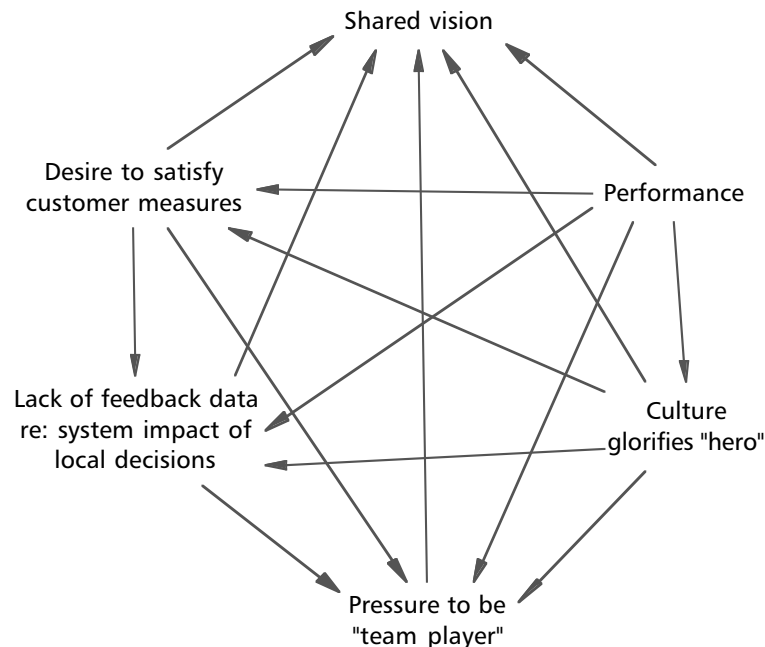 Shared vision
Desire to satisfy
customer measures
Performance
Lack of feedback data
re: system impact of
local decisions
Culture
glorifies "hero"
Pressure to be
"team player"